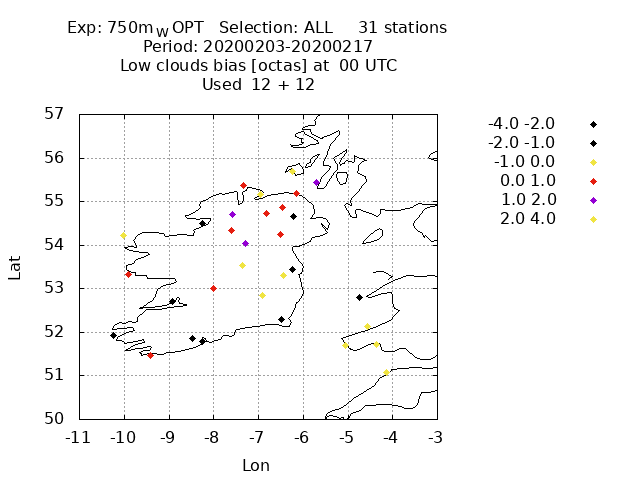 Exp: 750mWOPT Selection: ALL 31 stations
Period: 20200203-20200217
Low clouds bias [octas] at 00 UTC
Used 12 + 12
57
56
55
54
53
52
51
50
-11 -10 -9 -8 -7 -6 -5 -4 -3
Lat
Lon
-4.0 -2.0
-2.0 -1.0
-1.0 0.0
0.0 1.0
1.0 2.0
2.0 4.0